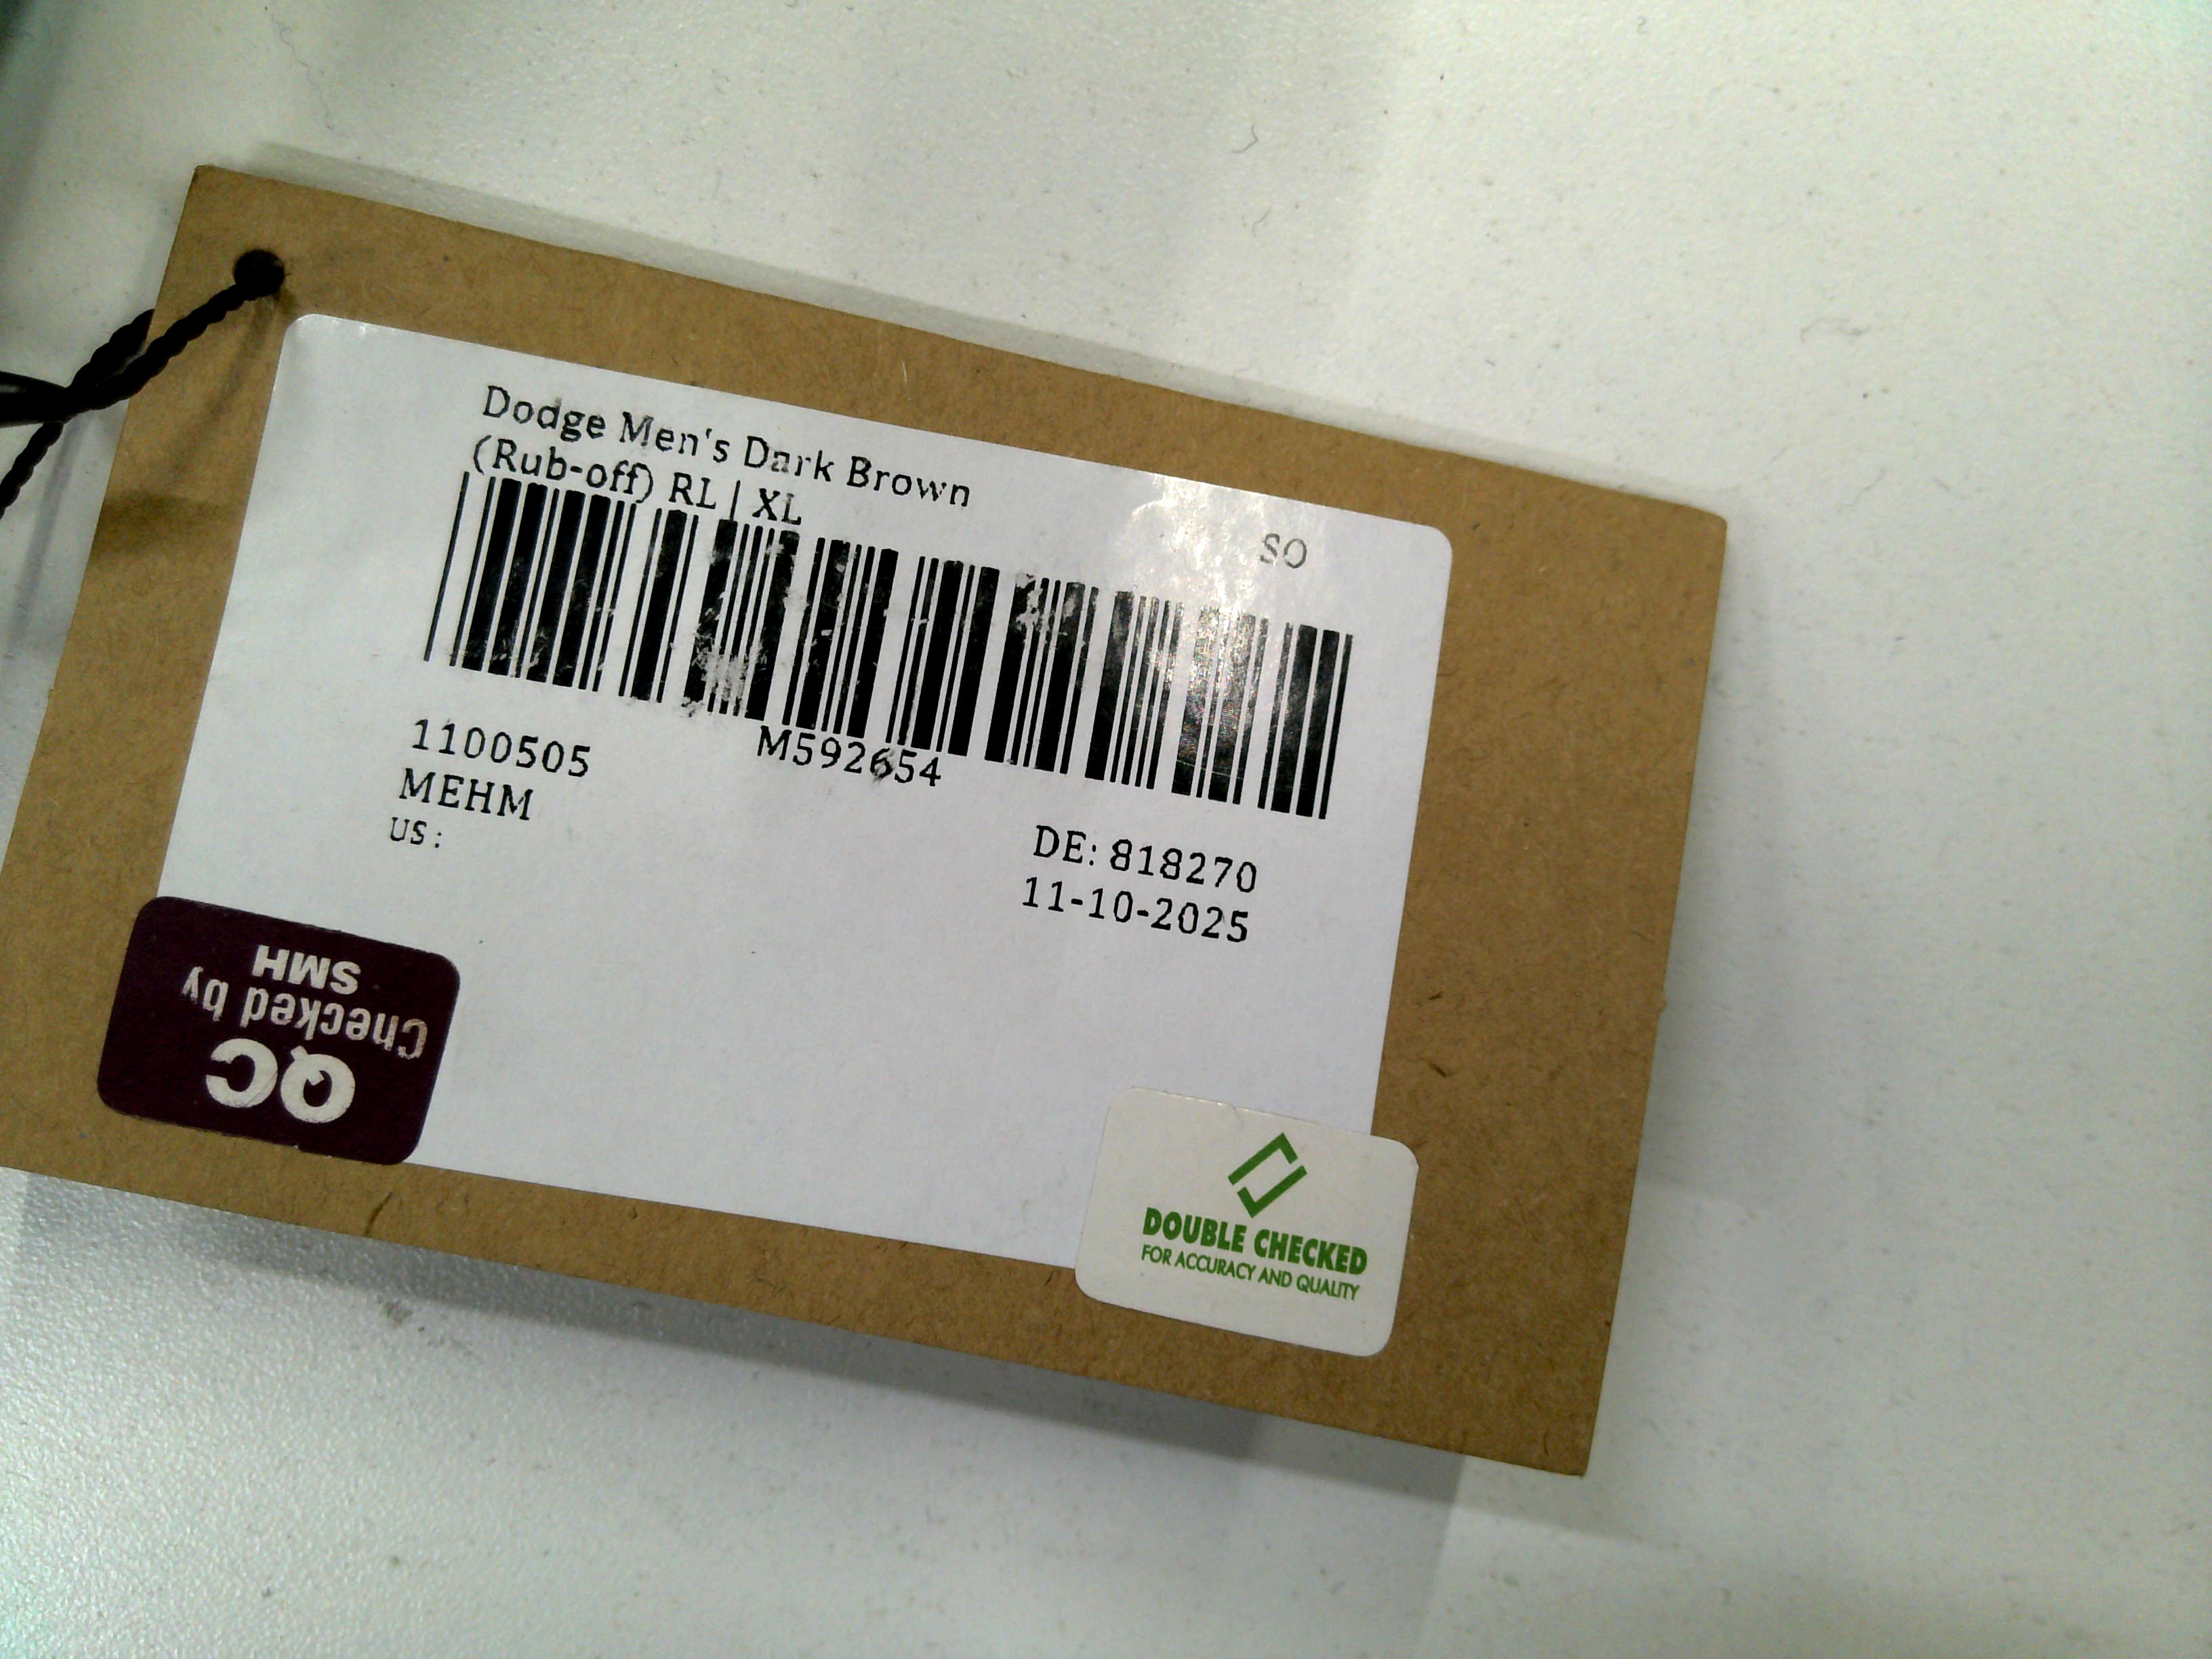 Dodge Men's Dark Brown
(Rub-off) RL | XL
SO
M592654
1100505
MEHM
US:
DE: 818270
11-10-2025
QC
Checked by
SMH
DOUBLE CHECKED
FOR ACCURACY AND QUALITY